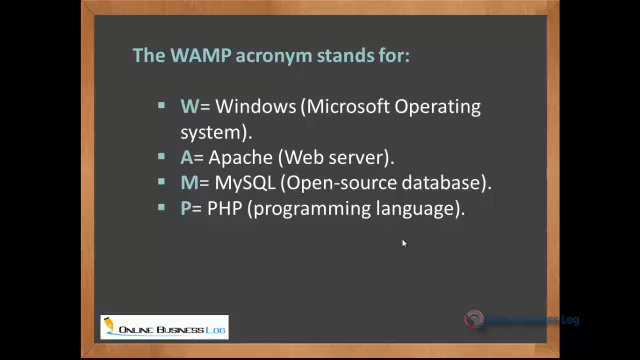 The WAMP acronym stands for:
▪ W= Windows (Microsoft Operating
system).
▪ A= Apache (Web server).
▪ M= MySQL (Open-source database).
▪ P= PHP (programming language).
Online Business Log
Log